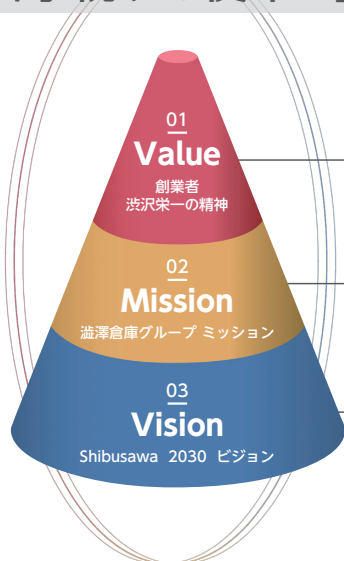 01
Value
創業者
渋沢栄一の精神
02
Mission
澁澤倉庫グループ ミッション
03
Vision
Shibusawa 2030 ビジョン